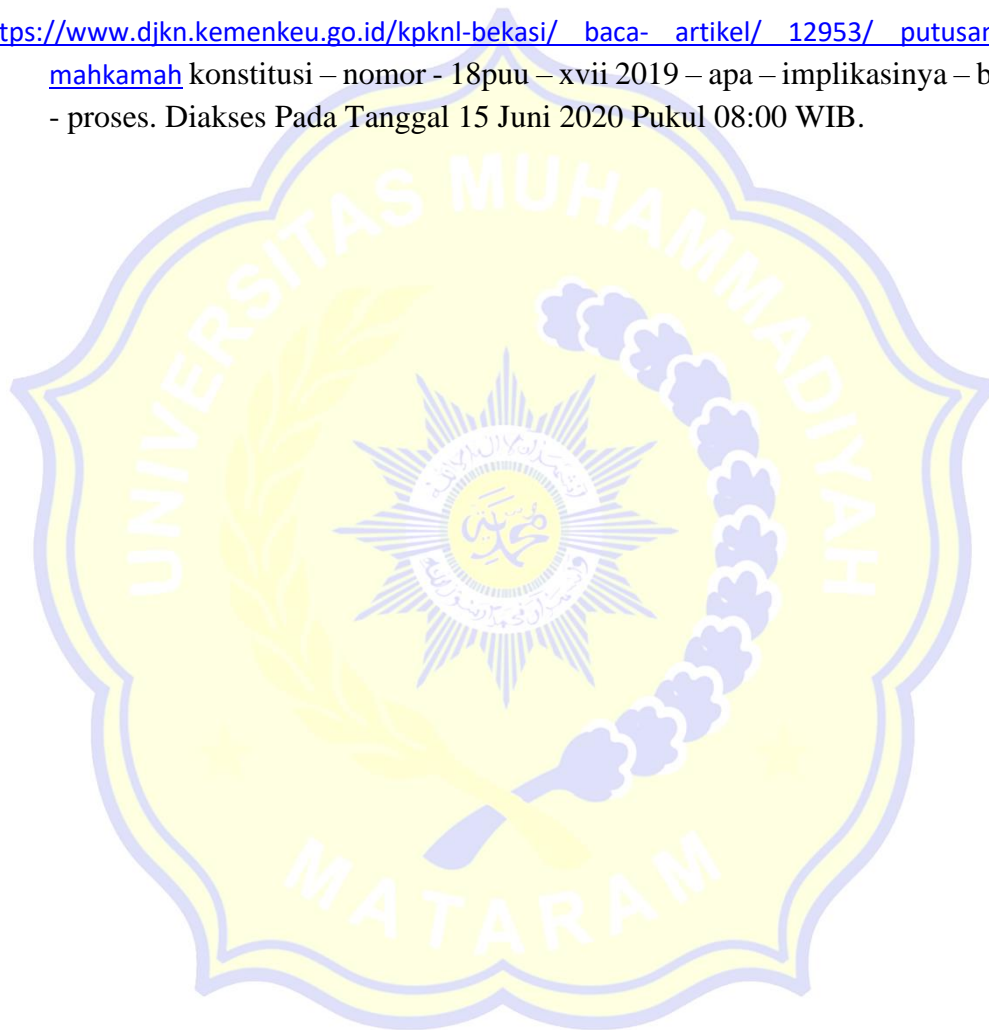 tps://www.djkn.kemenkeu.go.id/kpknl-bekasi/ baca- artikel/ 12953/ putusan
mahkamah konstitusi – nomor - 18puu – xvii 2019 – apa – implikasinya – b
- proses. Diakses Pada Tanggal 15 Juni 2020 Pukul 08:00 WIB.
UNIVERSITAS MUHAMMADIYAH
MATARAM